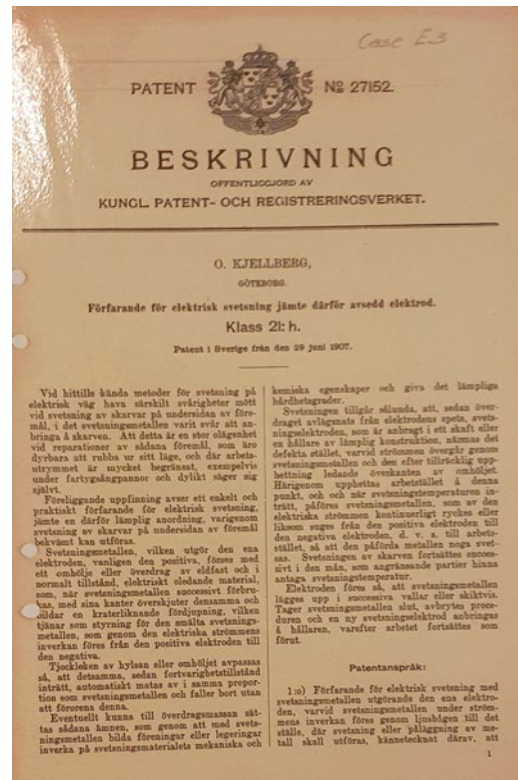 Case E3
PATENT
№ 27152.
BESKRIVNING
OFFENTLIGGJORD AV
KUNGL. PATENT- OCH REGISTRERINGSVERKET.
O. KJELLBERG,
GÖTEBORG.
Förfarande för elektrisk svetsning jämte därför avsedd elektrod.
Klass 21: h.
Patent i Sverige från den 29 juni 1907.
Vid hittills kända metoder för svetsning på
elektrisk väg hava särskilt svårigheter mött
vid svetsning av skarvar på undersidan av före-
mål, i det svetsningsmetallen varit svår att an-
bringa å skarven. Att detta är en stor olägenhet
vid reparationer av sådana föremål, som äro
dyrbara att rubba ur sitt läge, och där arbets-
utrymmet är mycket begränsat, exempelvis
under fartygsångpannor och dylikt säger sig
självt.
Föreliggande uppfinning avser ett enkelt och
praktiskt förfarande för elektrisk svetsning,
jämte en därför lämplig anordning, varigenom
svetsning av skarvar på undersidan av föremål
bekvämt kan utföras.
Svetsningsmetallen, vilken utgör den ena
elektroden, vanligen den positiva, förses med
ett omhölje eller överdrag av eldfast och i
normalt tillstånd, elektriskt oledande material,
som, när svetsningsmetallen successivt förbru-
kas, med sina kanter överskjuter densamma och
bildar en kraterliknande fördjupning, vilken
tjänar som styrning för den smälta svetsnings-
metallen, som genom den elektriska strömmens
inverkan föres från den positiva elektroden till
den negativa.
Tjockleken av hylsan eller omhöljet avpassas
så, att detsamma, sedan fortvarighetstillstånd
inträtt, automatiskt matas av i samma propor-
tion som svetsningsmetallen och faller bort utan
att förorena denna.
Eventuellt kunna till överdragsmassan sät-
tas sådana ämnen, som genom att med svets-
ningsmetallen bilda föreningar eller legeringar
inverka på svetsningsmaterialets mekaniska och
kemiska egenskaper och giva det lämpliga
hårdhetsgrader.
Svetsningen tillgår sålunda, att, sedan över-
draget avlägsnats från elektrodens spets, svets-
ningselektroden, som är anbragt i ett skaft eller
en hållare av lämplig konstruktion, närmas det
defekta stället, varvid strömmen övergår genom
svetsningsmetallen och den efter tillräcklig upp-
hettning ledande överkanten av omhöljet.
Härigenom upphettas arbetstället å denna
punkt, och och när svetsningstemperaturen in-
trätt, påföres svetsningsmetallen, som av den
elektriska strömmen kontinuerligt ryckes eller
liksom suges från den positiva elektroden till
den negativa elektroden, d. v. s. till arbets-
stället, så att den påförda metallen noga svet-
sas. Svetsningen av skarven fortsättes succes-
sivt i den mån, som angränsande partier hinna
antaga svetsningstemperatur.
Elektroden föres så, att svetsningsmetallen
lägges upp i successiva vallar eller skiktvis.
Tager svetsningsmetallen slut, avbrytes proce-
duren och en ny svetsningselektrod anbringas
å hållaren, varefter arbetet fortsättes som
förut.
Patentanspråk:
1:o) Förfarande för elektrisk svetsning med
svetsningsmetallen utgörande den ena elektro-
den, varvid svetsningsmetallen under ström-
mens inverkan föres genom ljusbågen till det
ställe, där svetsning eller påläggning av me-
tall skall utföras, kännetecknat därav, att
1